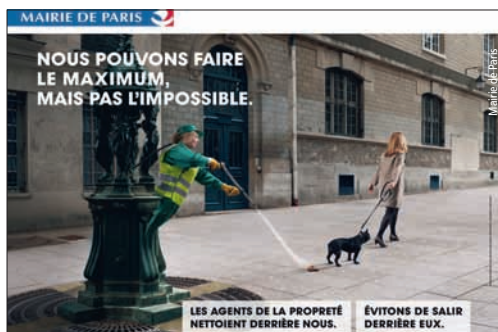 MAIRIE DE PARIS
NOUS POUVONS FAIRE
LE MAXIMUM,
MAIS PAS L'IMPOSSIBLE.
Mairie de Paris
LES AGENTS DE LA PROPRETÉ
NETTOIENT DERRIÈRE NOUS.
ÉVITONS DE SALIR
DERRIÈRE EUX.